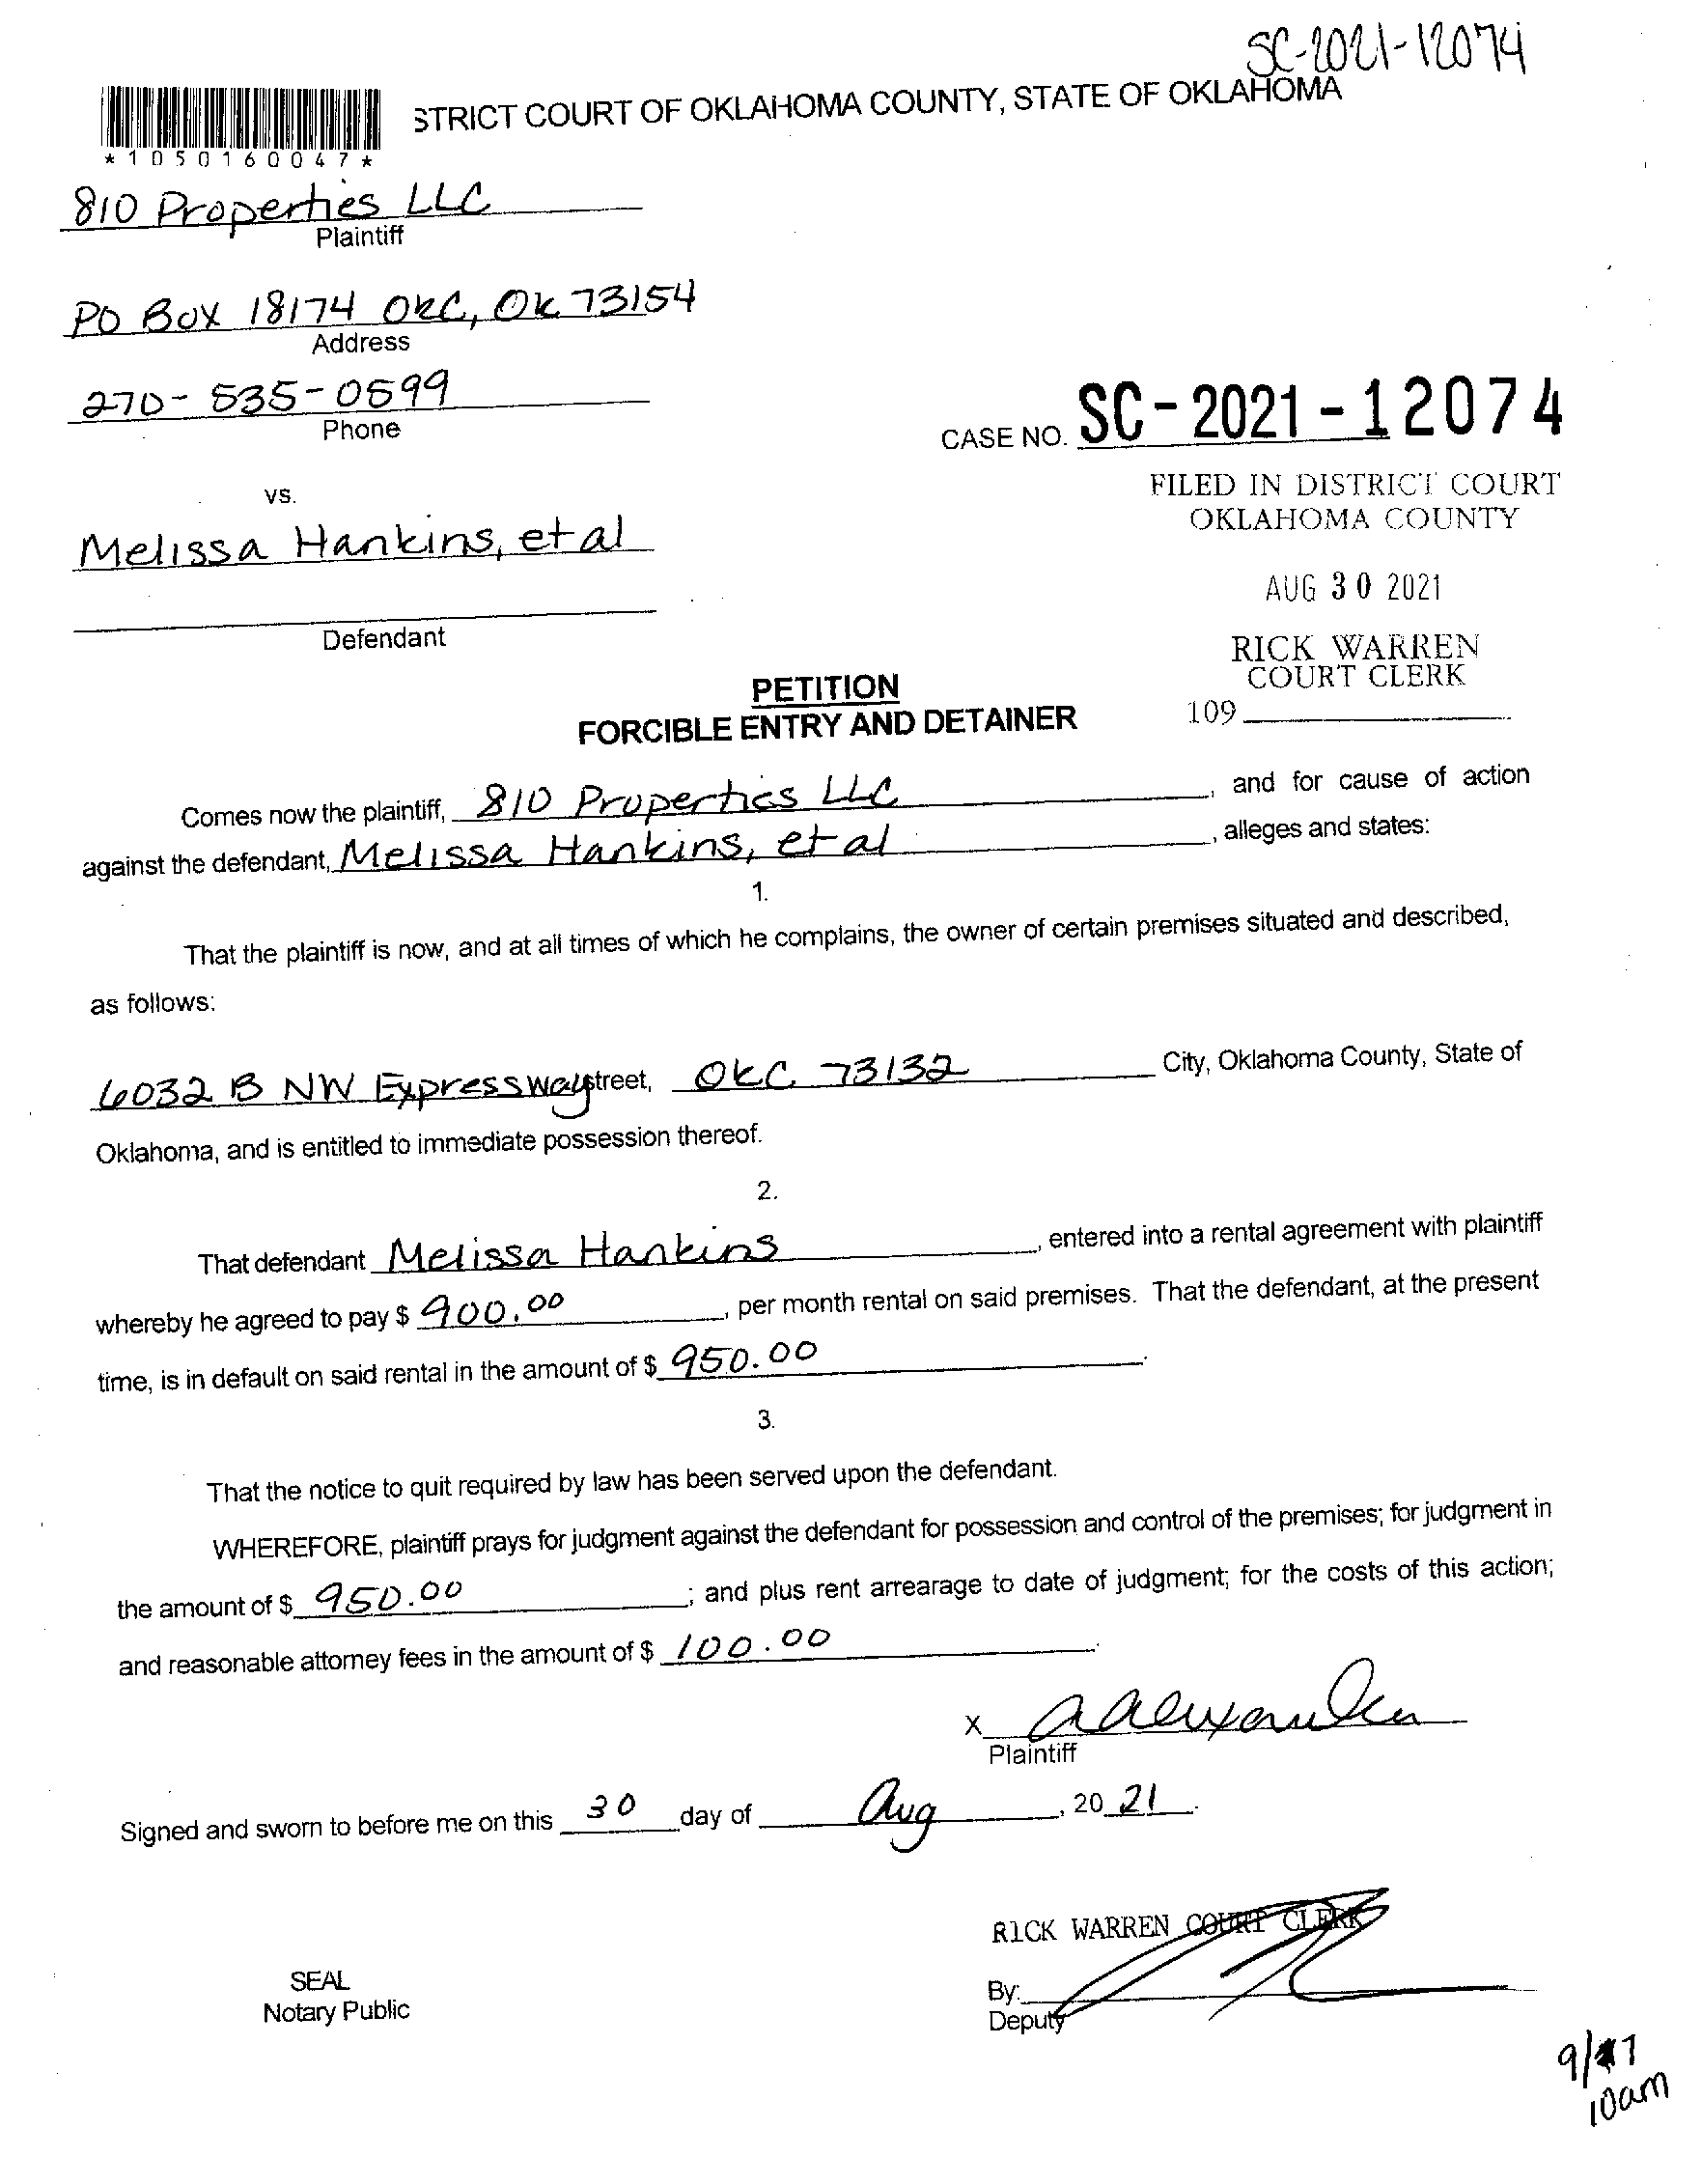 SC-2021-12074
STRICT COURT OF OKLAHOMA COUNTY, STATE OF OKLAHOMA
*1050160047*
810 Properties LLC
Plaintiff
PO Box 18174 OKC, OK 73154
Address
270-535-0599
Phone
CASE NO. SC-2021-12074
FILED IN DISTRICT COURT
OKLAHOMA COUNTY
vs.
Melissa Hankins, et al
AUG 30 2021
Defendant
RICK WARREN
COURT CLERK
109
PETITION
FORCIBLE ENTRY AND DETAINER
Comes now the plaintiff, 810 Properties LLC, and for cause of action
against the defendant, Melissa Hankins, et al, alleges and states:
1.
That the plaintiff is now, and at all times of which he complains, the owner of certain premises situated and described,
as follows:
6032 B NW Expressway street, OKC 73132 City, Oklahoma County, State of
Oklahoma, and is entitled to immediate possession thereof.
2.
That defendant Melissa Hankins, entered into a rental agreement with plaintiff
whereby he agreed to pay $ 900.00, per month rental on said premises. That the defendant, at the present
time, is in default on said rental in the amount of $ 950.00.
3.
That the notice to quit required by law has been served upon the defendant.
WHEREFORE, plaintiff prays for judgment against the defendant for possession and control of the premises; for judgment in
the amount of $ 950.00; and plus rent arrearage to date of judgment; for the costs of this action;
and reasonable attorney fees in the amount of $ 100.00.
X aalexander
Plaintiff
Signed and sworn to before me on this 30 day of Aug, 20 21.
RICK WARREN COURT CLERK
SEAL
Notary Public
By:
Deputy
9/7
10am